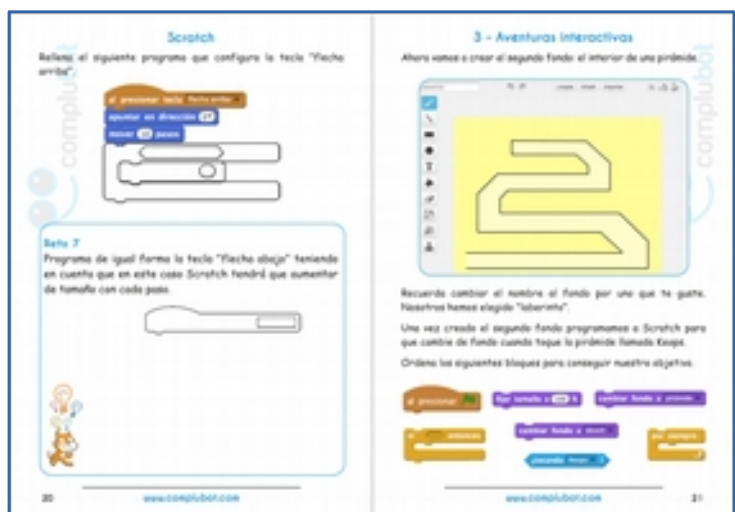 Scratch
Rellena el siguiente programa que configura la tecla "flecha
arriba".
al presionar tecla flecha arriba
apuntar en dirección
mover 10 pasos
complubot
Reto 7
Programa de igual forma la tecla "flecha abajo" teniendo
en cuenta que en este caso Scratch tendrá que aumentar
de tamaño con cada paso.
20
www.complubot.com
3 - Aventuras interactivas
Ahora vamos a crear el segundo fondo: el interior de una pirámide.
complubot
Recuerda cambiar el nombre al fondo por uno que te guste.
Nosotros hemos elegido "laberinto".
Una vez creado el segundo fondo programamos a Scratch para
que cambie de fondo cuando toque la pirámide llamada Keops.
Ordena los siguientes bloques para conseguir nuestro objetivo.
al presionar
fijar tamaño a 100 %
cambiar fondo a
si entonces
cambiar fondo a
por siempre
¿tocando Keops ?
www.complubot.com
21